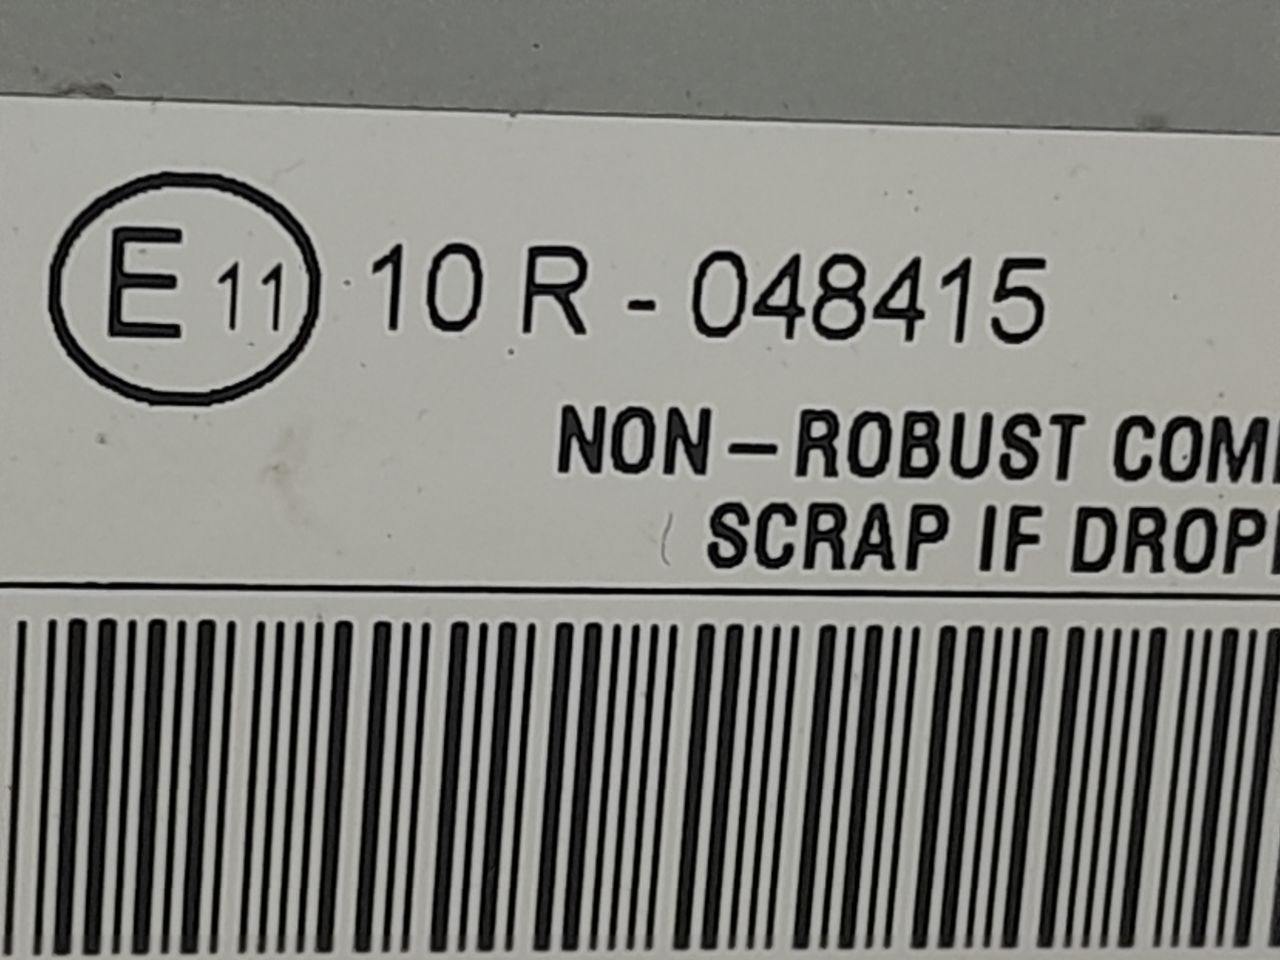 E 11 10 R - 048415
NON-ROBUST
SCRAP IF